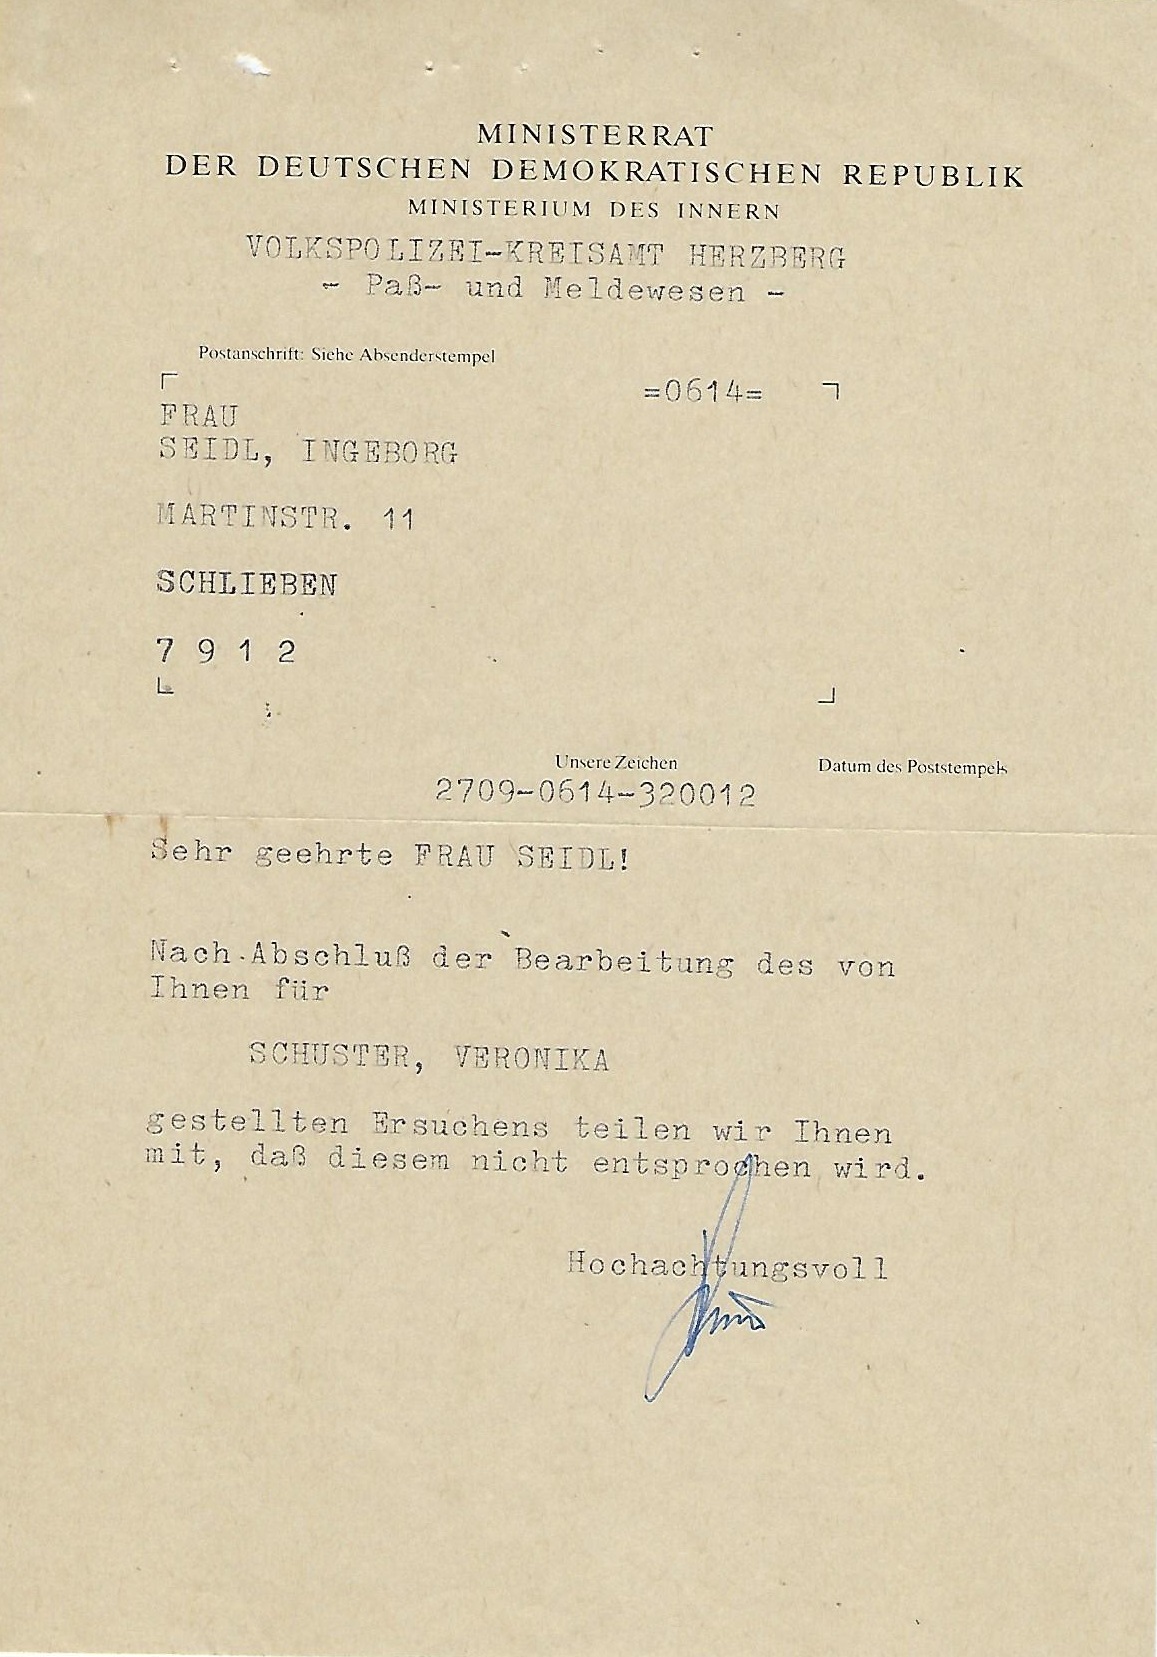 MINISTERRAT
DER DEUTSCHEN DEMOKRATISCHEN REPUBLIK
MINISTERIUM DES INNERN
VOLKSPOLIZEI-KREISAMT HERZBERG
- Paß- und Meldewesen -
Postanschrift: Siehe Absenderstempel
=0614=
FRAU
SEIDL, INGEBORG
MARTINSTR. 11
SCHLIEBEN
7 9 1 2
Unsere Zeichen
Datum des Poststempels
2709-0614-320012
Sehr geehrte FRAU SEIDL!
Nach Abschluß der Bearbeitung des von
Ihnen für
SCHUSTER, VERONIKA
gestellten Ersuchens teilen wir Ihnen
mit, daß diesem nicht entsprochen wird.
Hochachtungsvoll